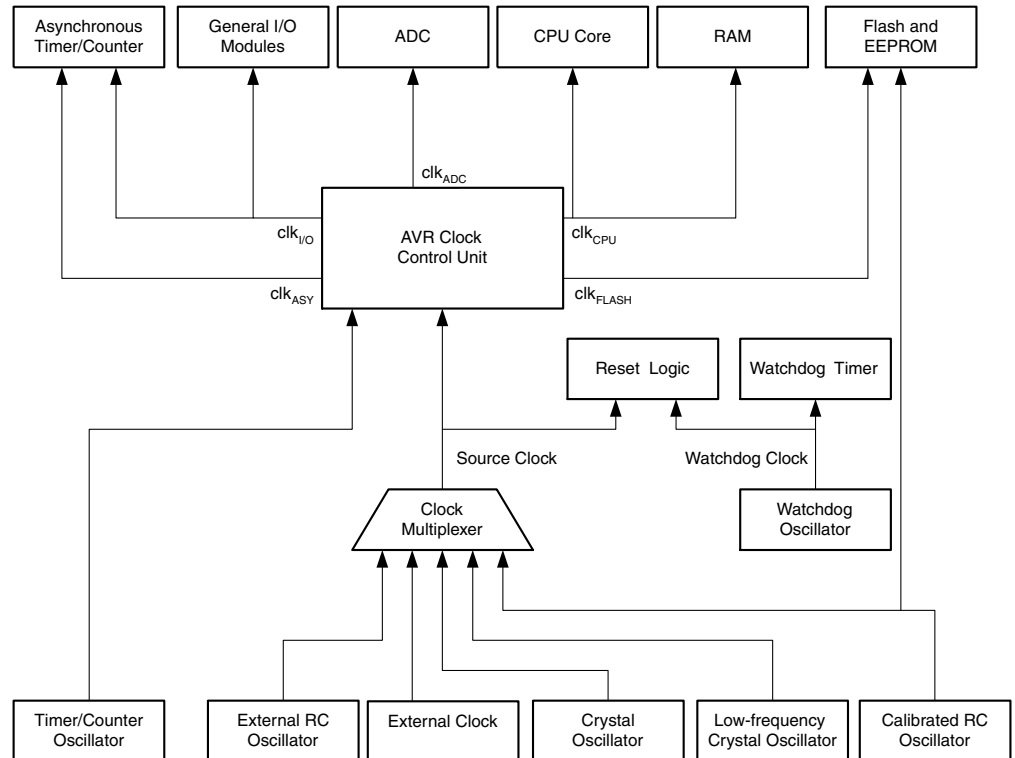 Asynchronous
Timer/Counter
General I/O
Modules
ADC
CPU Core
RAM
Flash and
EEPROM
clkADC
clkI/O
AVR Clock
Control Unit
clkCPU
clkASY
clkFLASH
Reset Logic
Watchdog Timer
Source Clock
Watchdog Clock
Clock
Multiplexer
Watchdog
Oscillator
Timer/Counter
Oscillator
External RC
Oscillator
External Clock
Crystal
Oscillator
Low-frequency
Crystal Oscillator
Calibrated RC
Oscillator